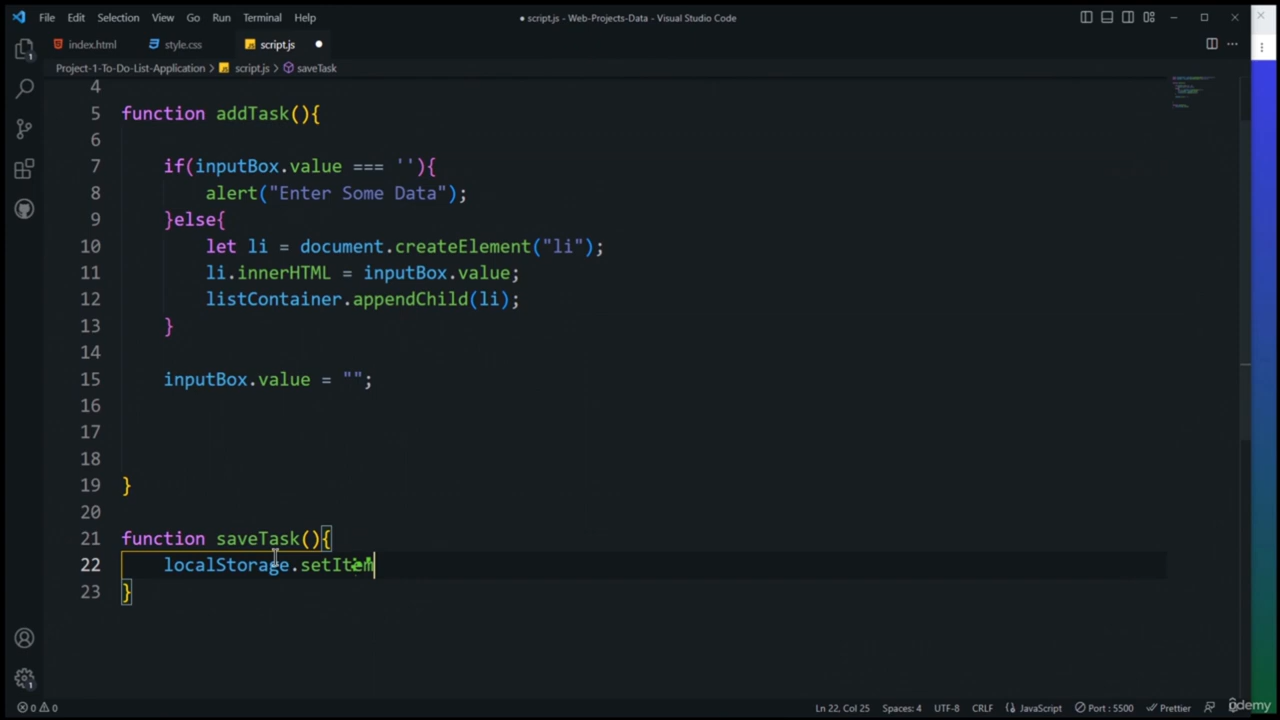 File Edit Selection View Go Run Terminal Help
● script.js - Web-Projects-Data - Visual Studio Code
index.html style.css script.js
Project-1-To-Do-List-Application > script.js > saveTask
4
5 function addTask(){
6
7 if(inputBox.value === ''){
8 alert("Enter Some Data");
9 }else{
10 let li = document.createElement("li");
11 li.innerHTML = inputBox.value;
12 listContainer.appendChild(li);
13 }
14
15 inputBox.value = "";
16
17
18
19 }
20
21 function saveTask(){
22 localStorage.setItem
23 }
0 0 Ln 22, Col 25 Spaces: 4 UTF-8 CRLF {} JavaScript Port : 5500 Prettier
ûdemy